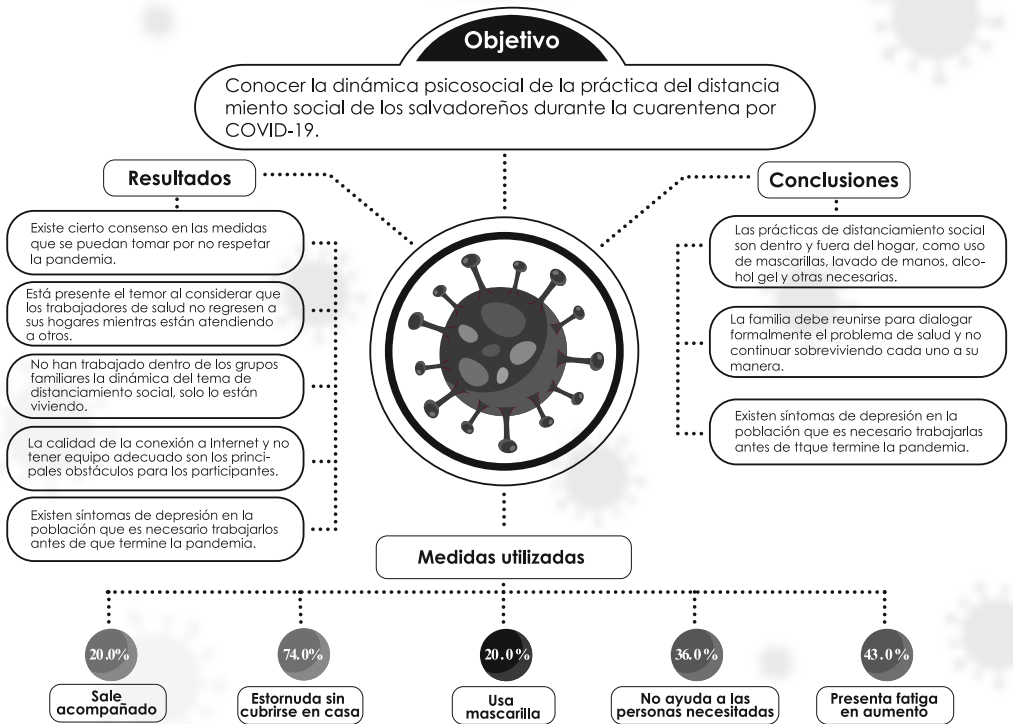 Objetivo
Conocer la dinámica psicosocial de la práctica del distancia
miento social de los salvadoreños durante la cuarentena por
COVID-19.
Resultados
Existe cierto consenso en las medidas
que se puedan tomar por no respetar
la pandemia.
Está presente el temor al considerar que
los trabajadores de salud no regresen a
sus hogares mientras están atendiendo
a otros.
No han trabajado dentro de los grupos
familiares la dinámica del tema de
distanciamiento social, solo lo están
viviendo.
La calidad de la conexión a Internet y no
tener equipo adecuado son los princi-
pales obstáculos para los participantes.
Existen síntomas de depresión en la
población que es necesario trabajarlos
antes de que termine la pandemia.
Conclusiones
Las prácticas de distanciamiento social
son dentro y fuera del hogar, como uso
de mascarillas, lavado de manos, alco-
hol gel y otras necesarias.
La familia debe reunirse para dialogar
formalmente el problema de salud y no
continuar sobreviviendo cada uno a su
manera.
Existen síntomas de depresión en la
población que es necesario trabajarlas
antes de ttque termine la pandemia.
Medidas utilizadas
20.0%
Sale
acompañado
74.0%
Estornuda sin
cubrirse en casa
20.0%
Usa
mascarilla
36.0%
No ayuda a las
personas necesitadas
43.0%
Presenta fatiga
en aumento